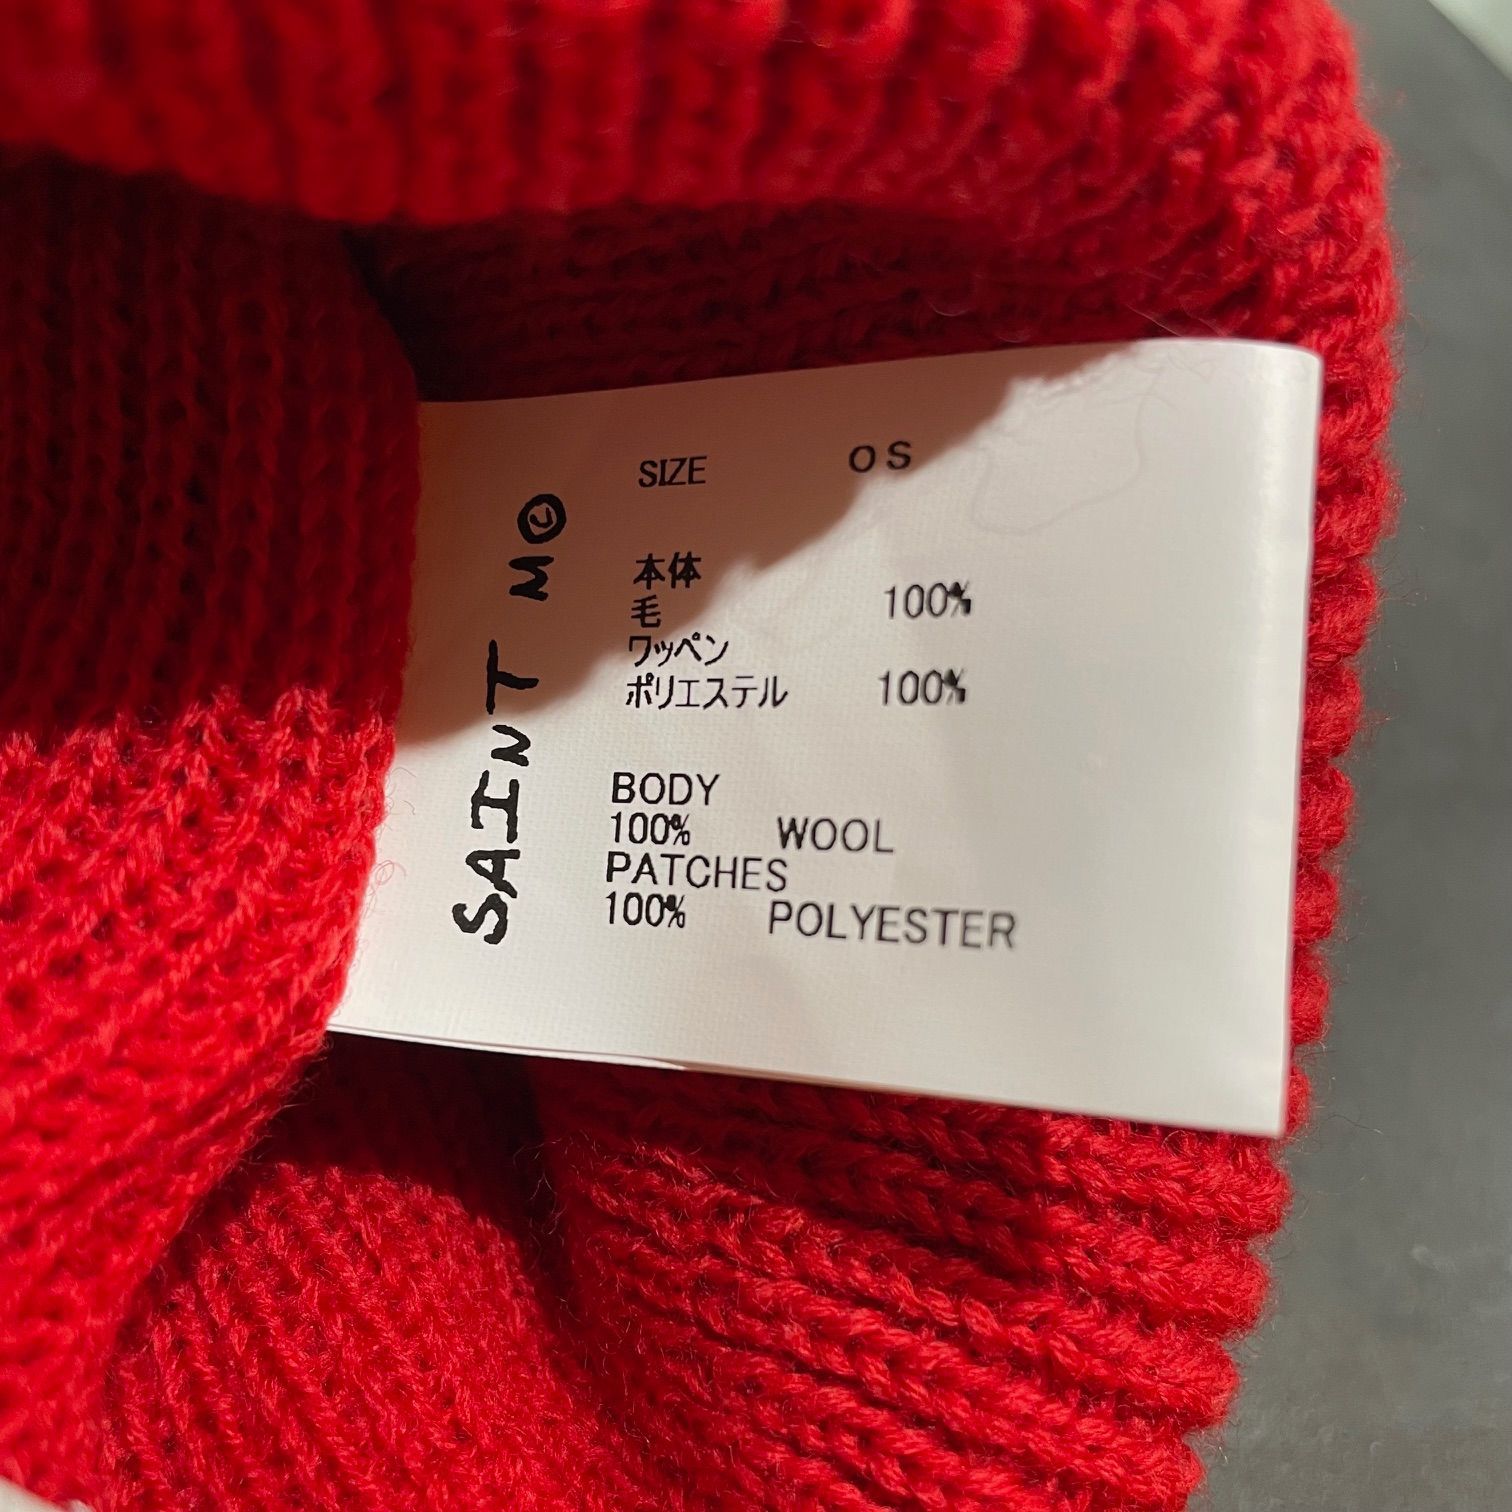 SAINT M©
SIZE OS
本体
毛 100%
ワッペン
ポリエステル 100%
BODY
100% WOOL
PATCHES
100% POLYESTER